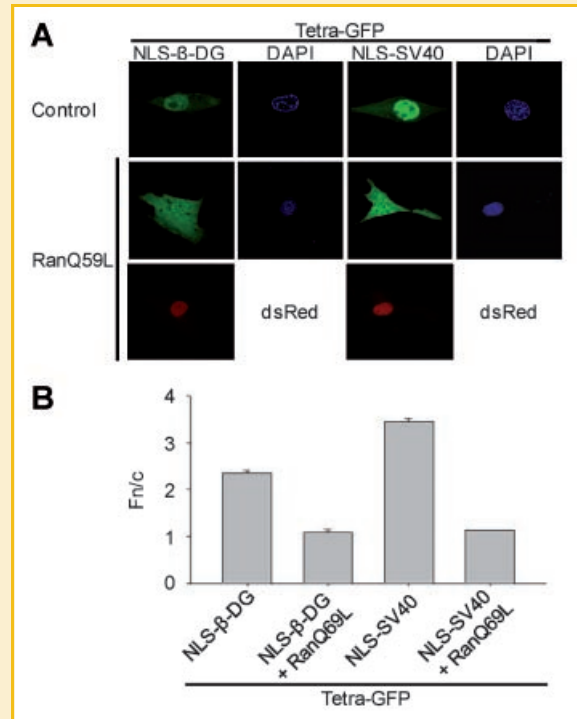 A
Tetra-GFP
NLS-ß-DG DAPI NLS-SV40 DAPI
Control
RanQ59L
dsRed dsRed
B
4
3
2
1
0
Fn/c
NLS-β-DG
NLS-β-DG
+ RanQ69L
NLS-SV40
NLS-SV40
+ RanQ69L
Tetra-GFP